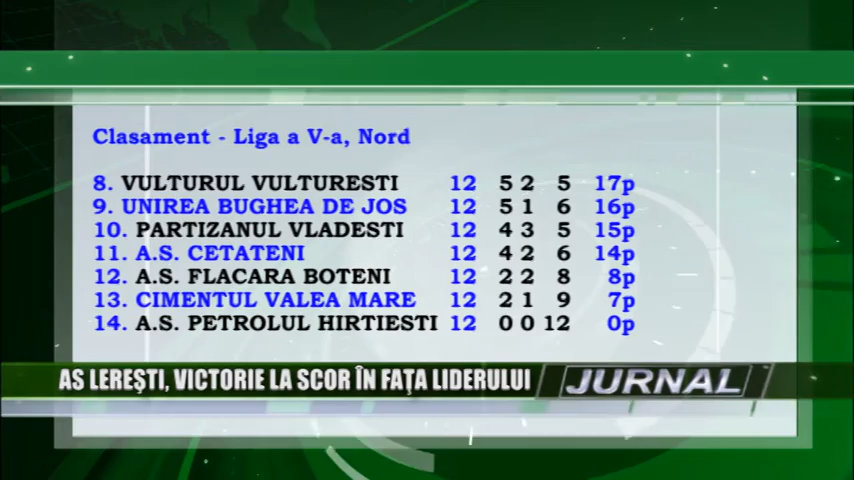 Clasament - Liga a V-a, Nord
8. VULTURUL VULTURESTI 12 5 2 5 17p
9. UNIREA BUGHEA DE JOS 12 5 1 6 16p
10. PARTIZANUL VLADESTI 12 4 3 5 15p
11. A.S. CETATENI 12 4 2 6 14p
12. A.S. FLACARA BOTENI 12 2 2 8 8p
13. CIMENTUL VALEA MARE 12 2 1 9 7p
14. A.S. PETROLUL HIRTIESTI 12 0 0 12 0p
AS LEREŞTI, VICTORIE LA SCOR ÎN FAŢA LIDERULUI JURNAL